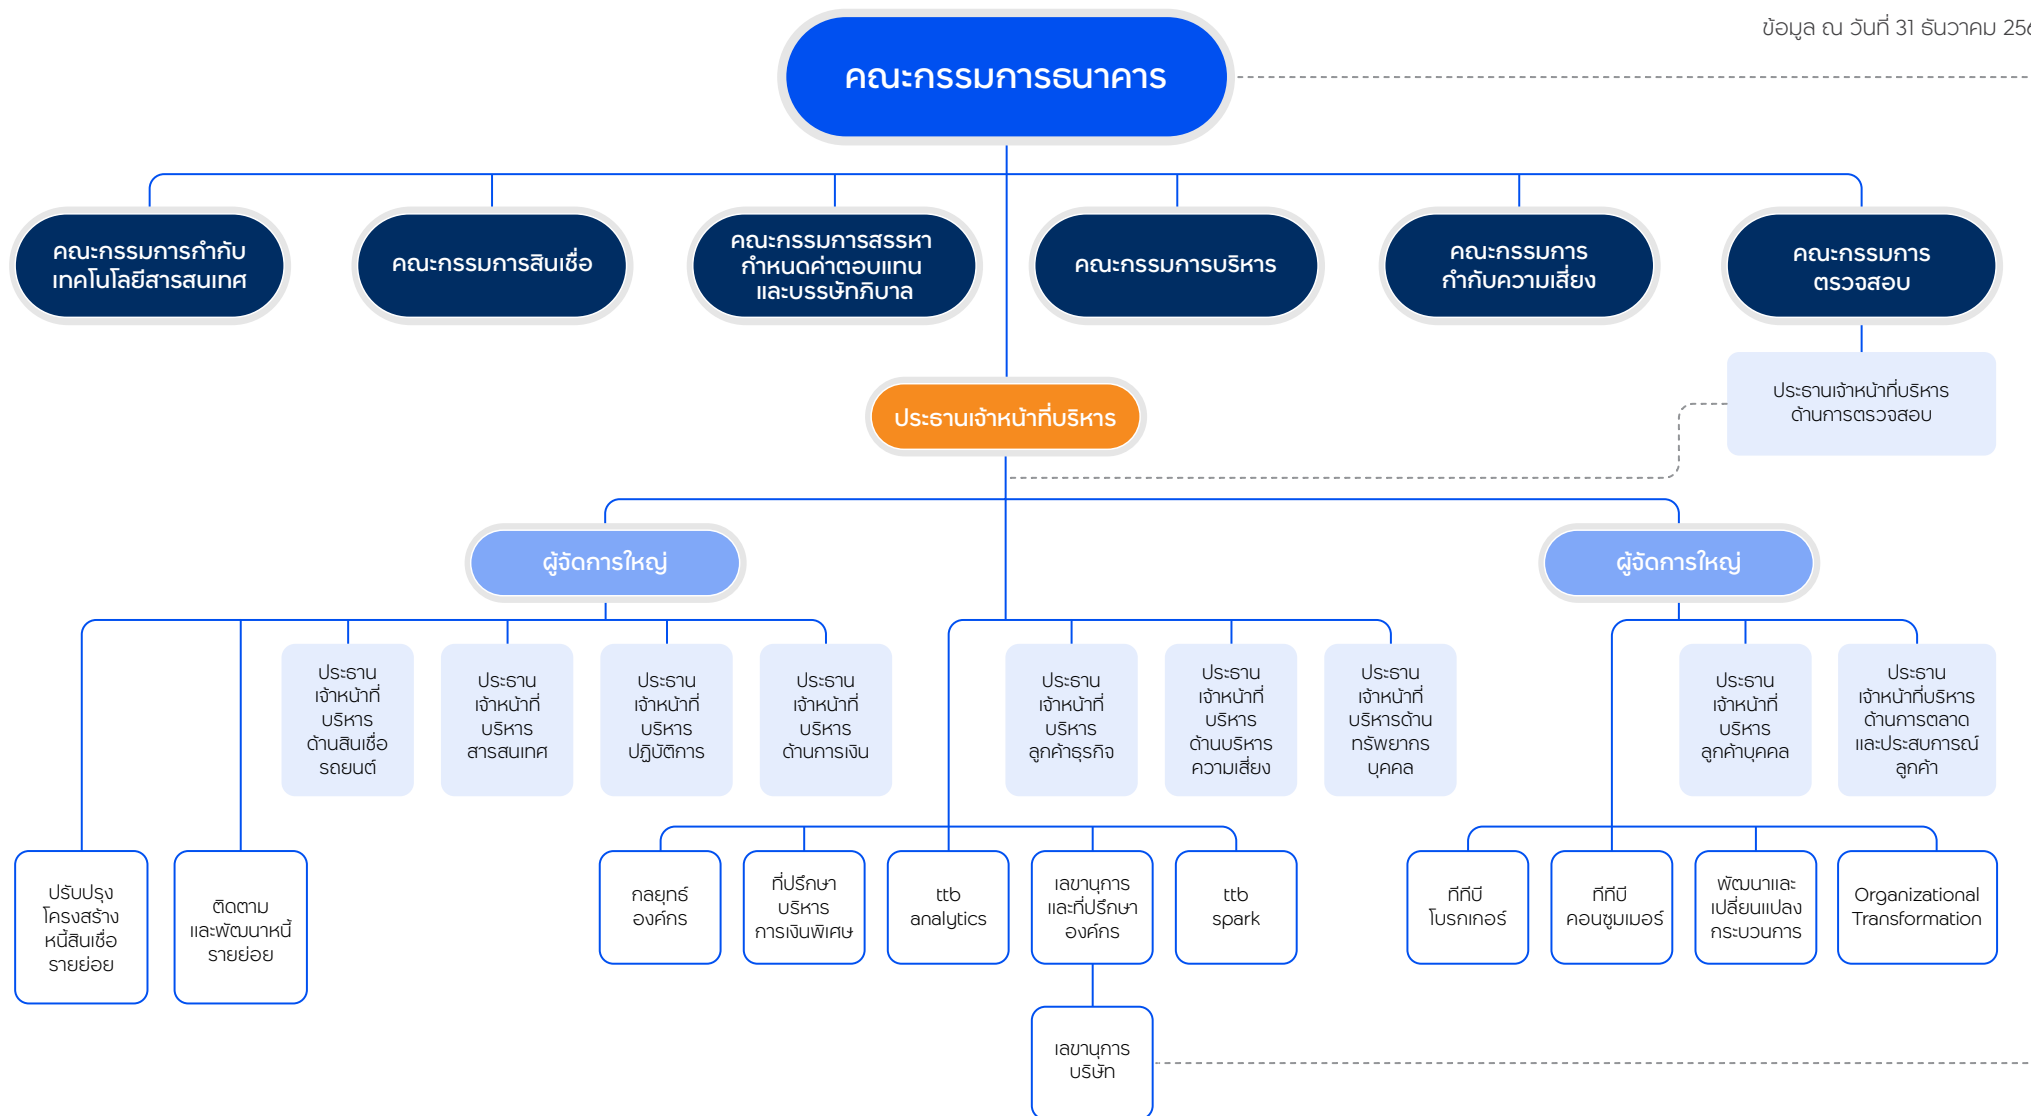 ข้อมูล ณ วันที่ 31 ธันวาคม 256
คณะกรรมการธนาคาร
คณะกรรมการกำกับ
เทคโนโลยีสารสนเทศ
คณะกรรมการสินเชื่อ
คณะกรรมการสรรหา
กำหนดค่าตอบแทน
และบรรษัทภิบาล
คณะกรรมการบริหาร
คณะกรรมการ
กำกับความเสี่ยง
คณะกรรมการ
ตรวจสอบ
ประธานเจ้าหน้าที่บริหาร
ด้านการตรวจสอบ
ประธานเจ้าหน้าที่บริหาร
ผู้จัดการใหญ่
ผู้จัดการใหญ่
ประธาน
เจ้าหน้าที่
บริหาร
ด้านสินเชื่อ
รถยนต์
ประธาน
เจ้าหน้าที่
บริหาร
สารสนเทศ
ประธาน
เจ้าหน้าที่
บริหาร
ปฏิบัติการ
ประธาน
เจ้าหน้าที่
บริหาร
ด้านการเงิน
ประธาน
เจ้าหน้าที่
บริหาร
ลูกค้าธุรกิจ
ประธาน
เจ้าหน้าที่
บริหาร
ด้านบริหาร
ความเสี่ยง
ประธาน
เจ้าหน้าที่
บริหารด้าน
ทรัพยากร
บุคคล
ประธาน
เจ้าหน้าที่
บริหาร
ลูกค้าบุคคล
ประธาน
เจ้าหน้าที่บริหาร
ด้านการตลาด
และประสบการณ์
ลูกค้า
ปรับปรุง
โครงสร้าง
หนี้สินเชื่อ
รายย่อย
ติดตาม
และพัฒนาหนี้
รายย่อย
กลยุทธ์
องค์กร
ที่ปรึกษา
บริหาร
การเงินพิเศษ
ttb
analytics
เลขานุการ
และที่ปรึกษา
องค์กร
ttb
spark
ทีทีบี
โบรกเกอร์
ทีทีบี
คอนซูมเมอร์
พัฒนาและ
เปลี่ยนแปลง
กระบวนการ
Organizational
Transformation
เลขานุการ
บริษัท